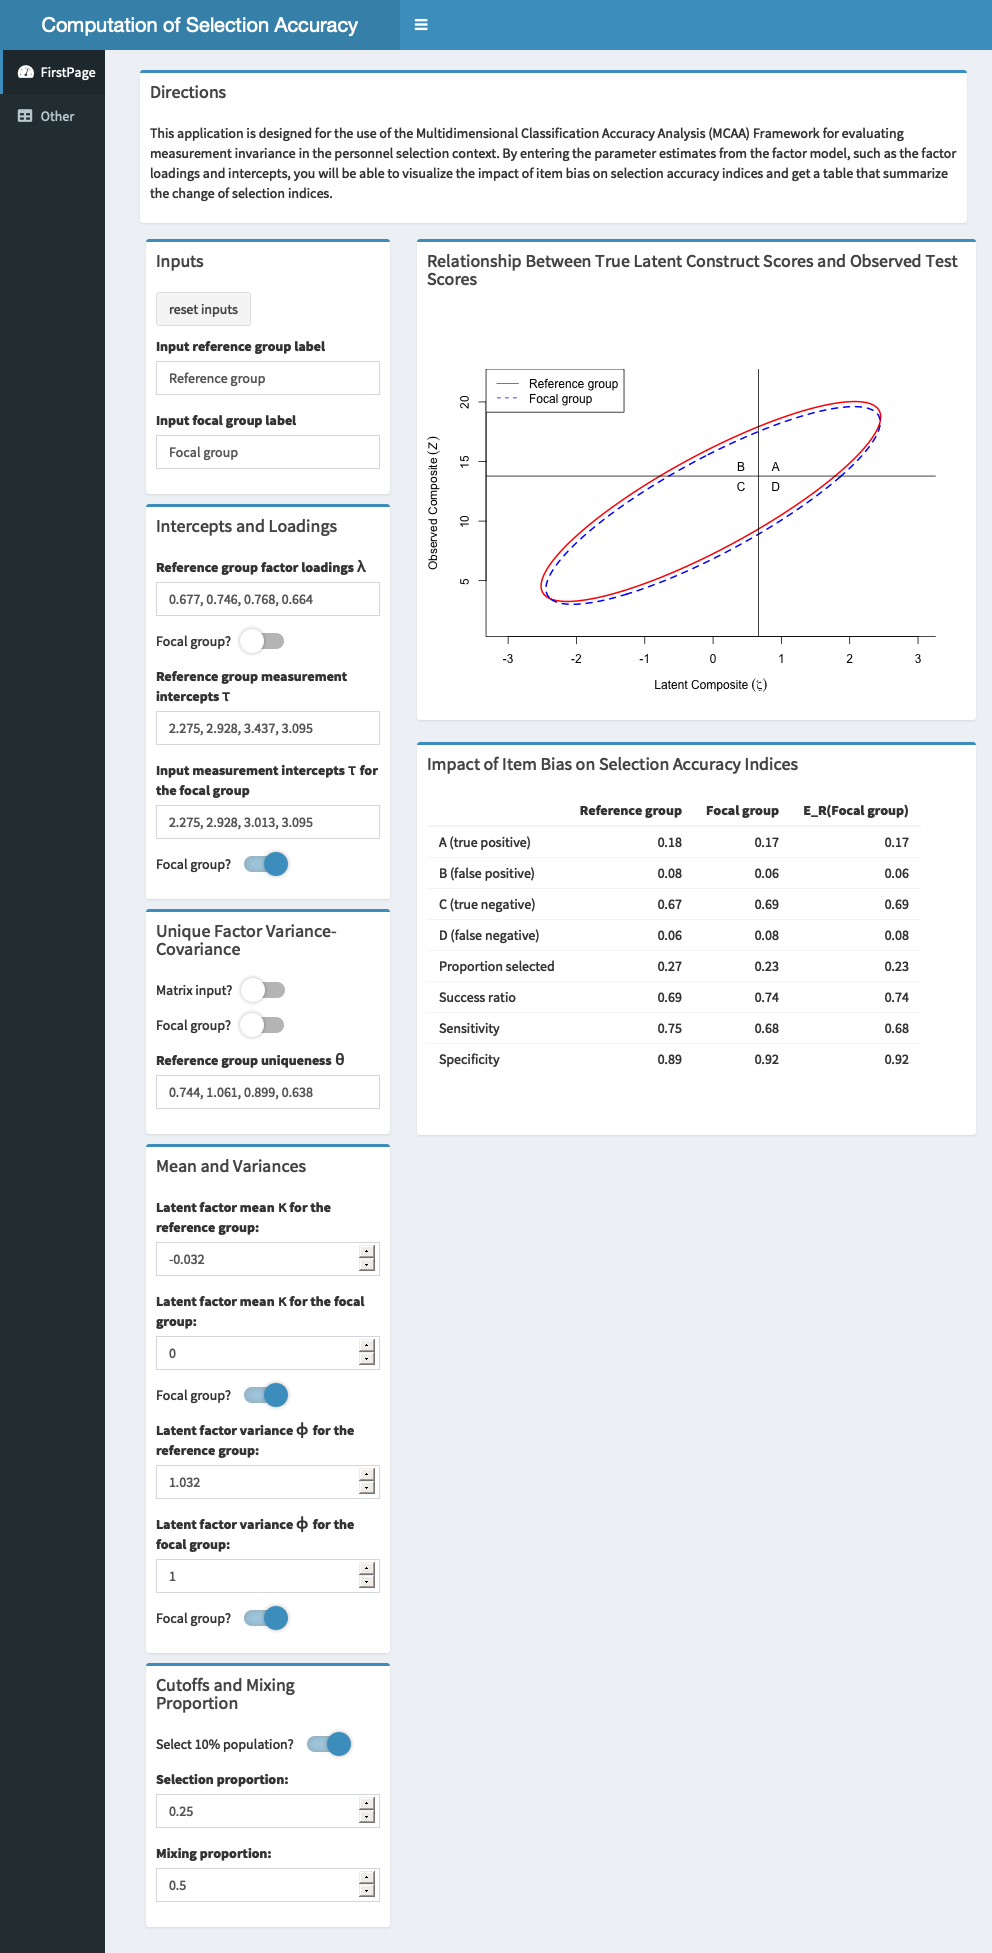 Computation of Selection Accuracy
FirstPage
Other
Directions
This application is designed for the use of the Multidimensional Classification Accuracy Analysis (MCAA) Framework for evaluating
measurement invariance in the personnel selection context. By entering the parameter estimates from the factor model, such as the factor
loadings and intercepts, you will be able to visualize the impact of item bias on selection accuracy indices and get a table that summarize
the change of selection indices.
Inputs
reset inputs
Input reference group label
Reference group
Input focal group label
Focal group
Intercepts and Loadings
Reference group factor loadings λ
0.677, 0.746, 0.768, 0.664
Focal group?
Reference group measurement
intercepts τ
2.275, 2.928, 3.437, 3.095
Input measurement intercepts τ for
the focal group
2.275, 2.928, 3.013, 3.095
Focal group?
Unique Factor Variance-
Covariance
Matrix input?
Focal group?
Reference group uniqueness θ
0.744, 1.061, 0.899, 0.638
Mean and Variances
Latent factor mean κ for the
reference group:
-0.032
Latent factor mean κ for the focal
group:
0
Focal group?
Latent factor variance ϕ for the
reference group:
1.032
Latent factor variance ϕ for the
focal group:
1
Focal group?
Cutoffs and Mixing
Proportion
Select 10% population?
Selection proportion:
0.25
Mixing proportion:
0.5
Relationship Between True Latent Construct Scores and Observed Test
Scores
Reference group
Focal group
Observed Composite (Z)
20
15
10
5
B A
C D
-3 -2 -1 0 1 2 3
Latent Composite (ζ)
Impact of Item Bias on Selection Accuracy Indices
Reference group Focal group E_R(Focal group)
A (true positive) 0.18 0.17 0.17
B (false positive) 0.08 0.06 0.06
C (true negative) 0.67 0.69 0.69
D (false negative) 0.06 0.08 0.08
Proportion selected 0.27 0.23 0.23
Success ratio 0.69 0.74 0.74
Sensitivity 0.75 0.68 0.68
Specificity 0.89 0.92 0.92